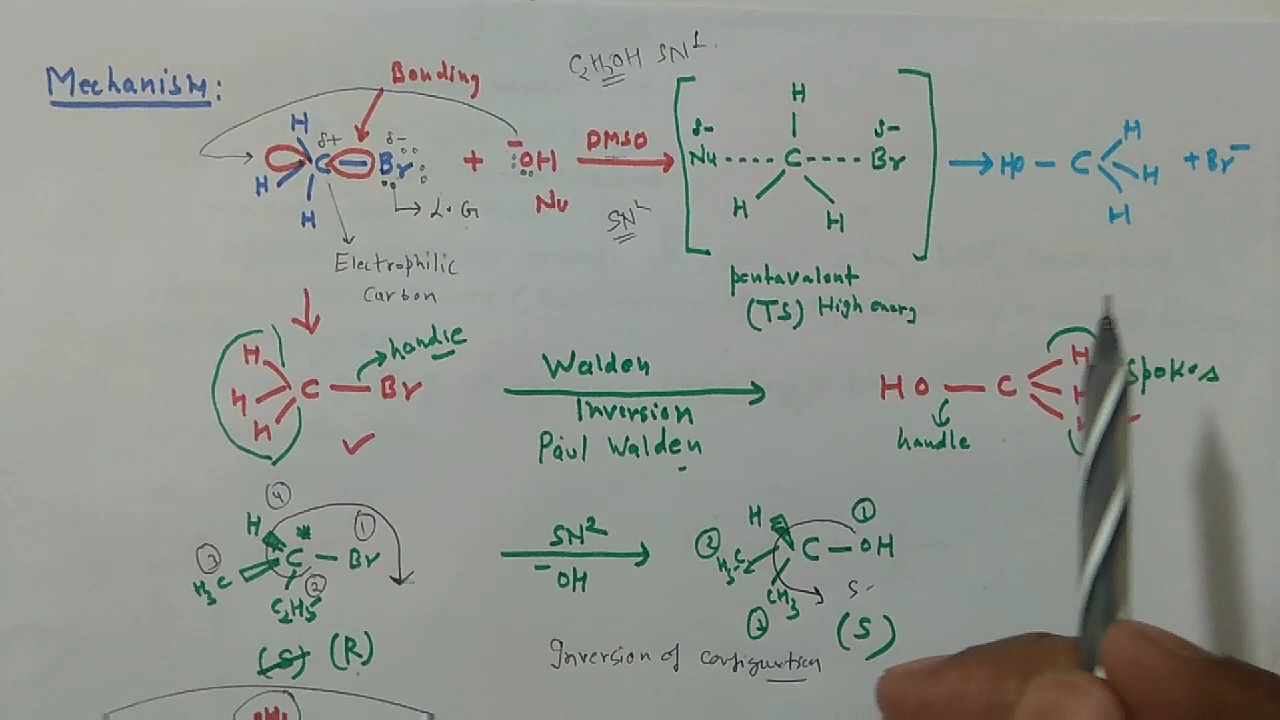 Mechanism:
Bonding
C₂H₅OH SN¹
H
δ+
δ-
H
C
Br
H
L.G
Electrophilic
Carbon
+
ӨH
Nu
DMSO
SN²
H
δ-
δ-
Nu ---- C ---- Br
H
H
pentavalent
(TS) High energy
HO – C
H
H
H
+ Br⁻
H
H
H
C – Br
handle
Walden
Inversion
Paul Walden
HO – C
H
H
handle
Spokes
④
H
*
①
③
C – Br
H₃C
②
C₂H₅
(S) (R)
SN²
⁻OH
H
①
②
C – OH
H₃C
CH₃
S-
(S)
Inversion of configuration